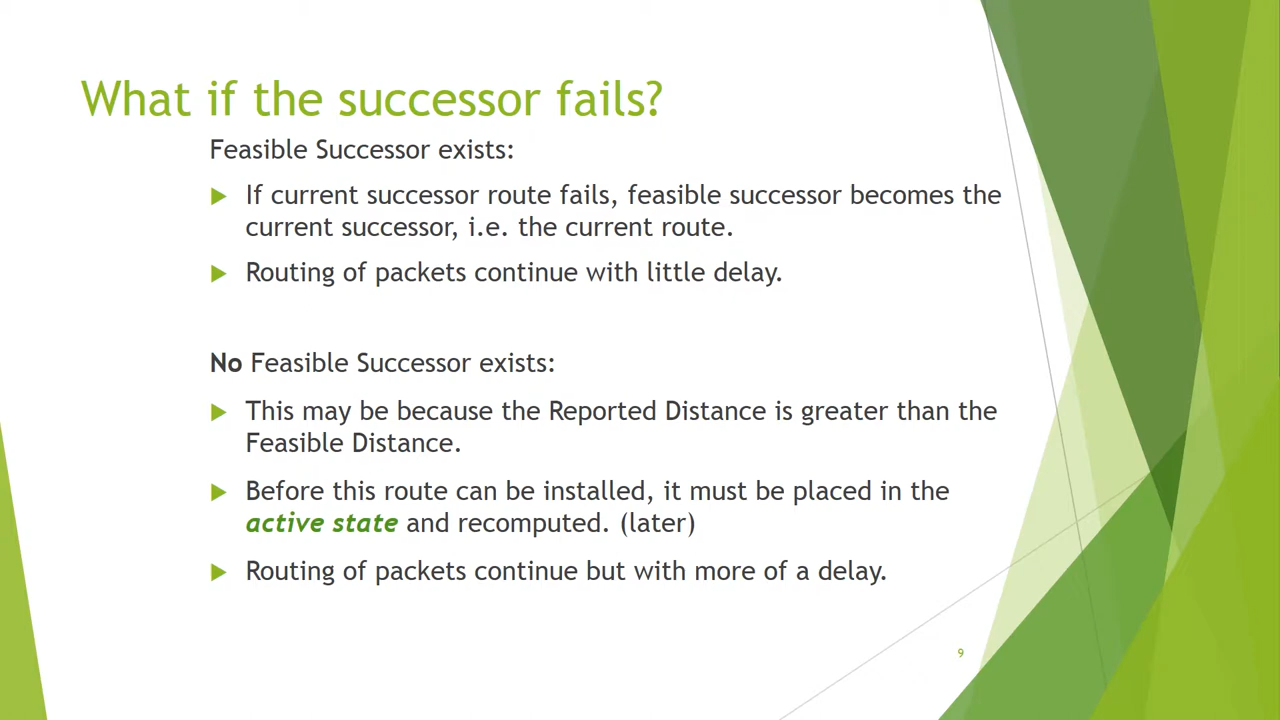 What if the successor fails?
Feasible Successor exists:
If current successor route fails, feasible successor becomes the
current successor, i.e. the current route.
Routing of packets continue with little delay.
No Feasible Successor exists:
This may be because the Reported Distance is greater than the
Feasible Distance.
Before this route can be installed, it must be placed in the
active state and recomputed. (later)
Routing of packets continue but with more of a delay.
9